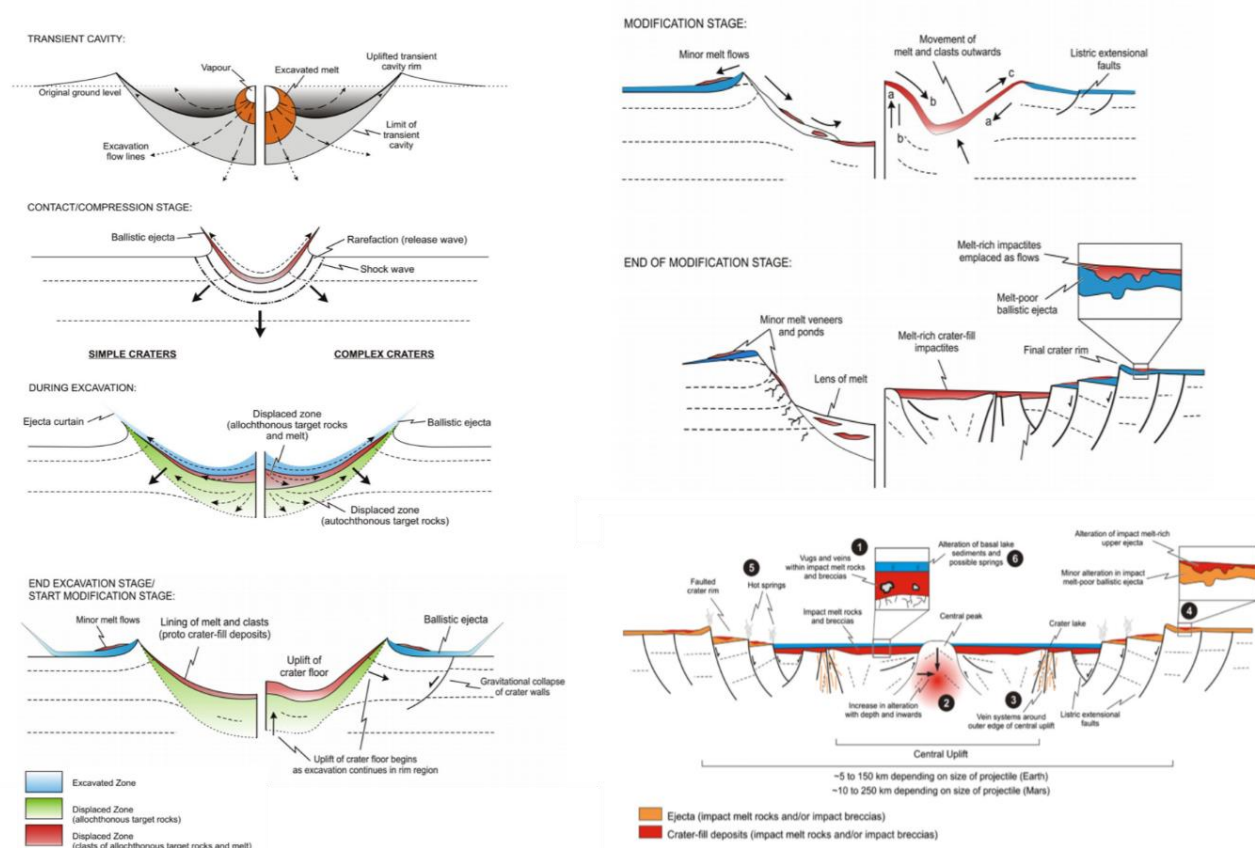 TRANSIENT CAVITY:
Vapour
Excavated melt
Uplifted transient
cavity rim
Original ground level
Excavation
flow lines
Limit of
transient
cavity
CONTACT/COMPRESSION STAGE:
Ballistic ejecta
Rarefaction (release wave)
Shock wave
SIMPLE CRATERS
COMPLEX CRATERS
DURING EXCAVATION:
Ejecta curtain
Displaced zone
(allochthonous target rocks
and melt)
Ballistic ejecta
Displaced zone
(autochthonous target rocks)
END EXCAVATION STAGE/
START MODIFICATION STAGE:
Minor melt flows
Lining of melt and clasts
(proto crater-fill deposits)
Ballistic ejecta
Uplift of
crater floor
Gravitational collapse
of crater walls
Uplift of crater floor begins
as excavation continues in rim region
Excavated Zone
Displaced Zone
(allochthonous target rocks)
Displaced Zone
(clasts of allochthonous target rocks and melt)
MODIFICATION STAGE:
Minor melt flows
Movement of
melt and clasts outwards
Listric extensional
faults
a
b
b
c
a
END OF MODIFICATION STAGE:
Melt-rich impactites
emplaced as flows
Melt-poor
ballistic ejecta
Minor melt veneers
and ponds
Melt-rich crater-fill
impactites
Final crater rim
Lens of melt
1
Vugs and veins
within impact melt rocks
and breccias
Alteration of basal lake
sediments and
possible springs
6
Alteration of impact melt-rich
upper ejecta
Minor alteration in impact
melt-poor ballistic ejecta
Faulted
crater rim
5
Hot springs
4
Impact melt rocks
and breccias
Central peak
Crater lake
Increase in alteration
with depth and inwards
2
3
Vein systems around
outer edge of central uplift
Listric extensional
faults
Central Uplift
~5 to 150 km depending on size of projectile (Earth)
~10 to 250 km depending on size of projectile (Mars)
Ejecta (impact melt rocks and/or impact breccias)
Crater-fill deposits (impact melt rocks and/or impact breccias)